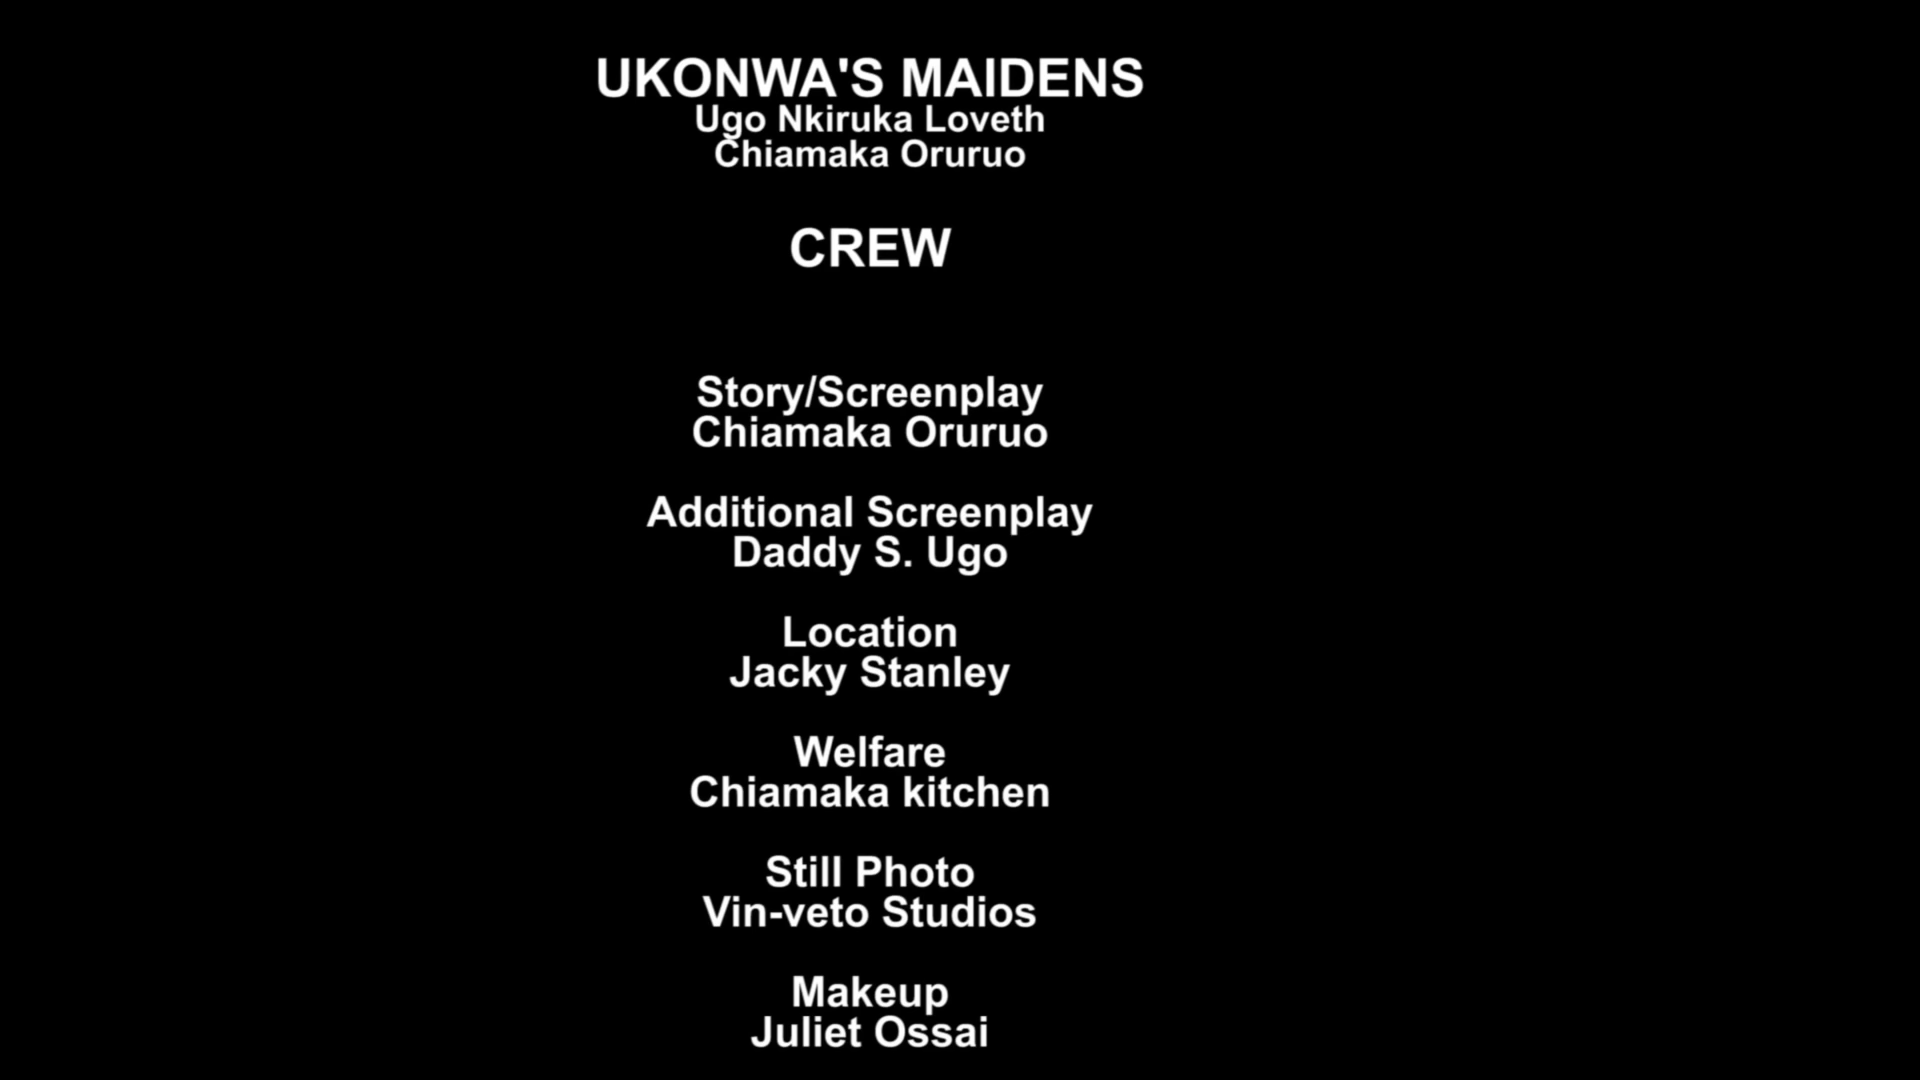 UKONWA'S MAIDENS
Ugo Nkiruka Loveth
Chiamaka Oruruo
CREW
Story/Screenplay
Chiamaka Oruruo
Additional Screenplay
Daddy S. Ugo
Location
Jacky Stanley
Welfare
Chiamaka kitchen
Still Photo
Vin-veto Studios
Makeup
Juliet Ossai